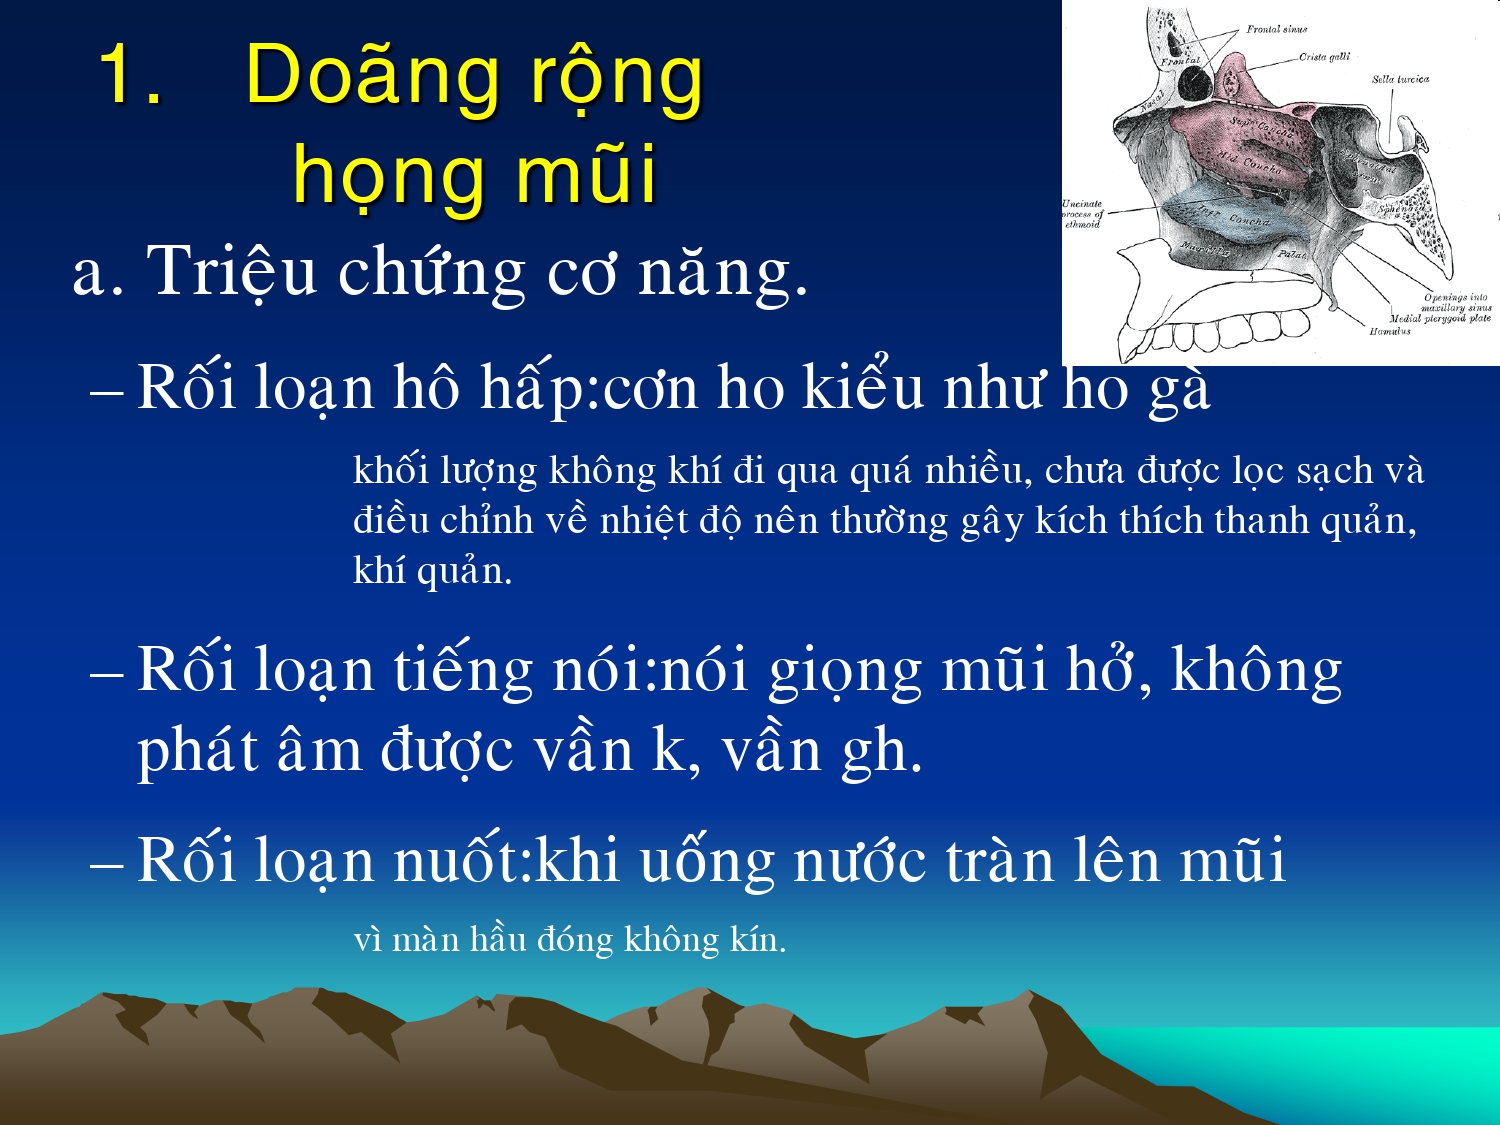 1. Doãng rộng
họng mũi
a. Triệu chứng cơ năng.
– Rối loạn hô hấp:cơn ho kiểu như ho gà
khối lượng không khí đi qua quá nhiều, chưa được lọc sạch và
điều chỉnh về nhiệt độ nên thường gây kích thích thanh quản,
khí quản.
– Rối loạn tiếng nói:nói giọng mũi hở, không
phát âm được vần k, vần gh.
– Rối loạn nuốt:khi uống nước tràn lên mũi
vì màn hầu đóng không kín.
Frontal sinus
Crista galli
Frontal
Sella turcica
Nasal
Supr Concha
Mid. Concha
Sphenoidal
Uncinate
process of
ethmoid
Infr Concha
Sphenoid
Palate
Openings into
maxillary sinus
Medial pterygoid plate
Hamulus